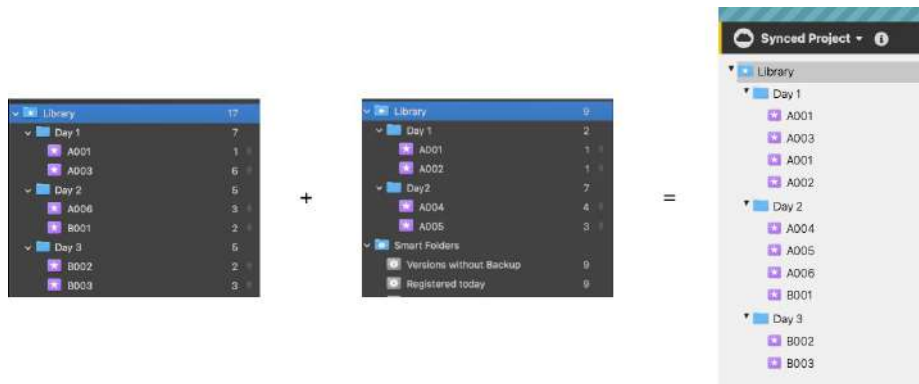 Library 17
Day 1 7
A001 1
A003 6
Day 2 5
A006 3
B001 2
Day 3 5
B002 2
B003 3
+
Library 9
Day 1 2
A001 1
A002 1
Day2 7
A004 4
A005 3
Smart Folders
Versions without Backup 9
Registered today 9
=
Synced Project
Library
Day 1
A001
A003
A001
A002
Day 2
A004
A005
A006
B001
Day 3
B002
B003